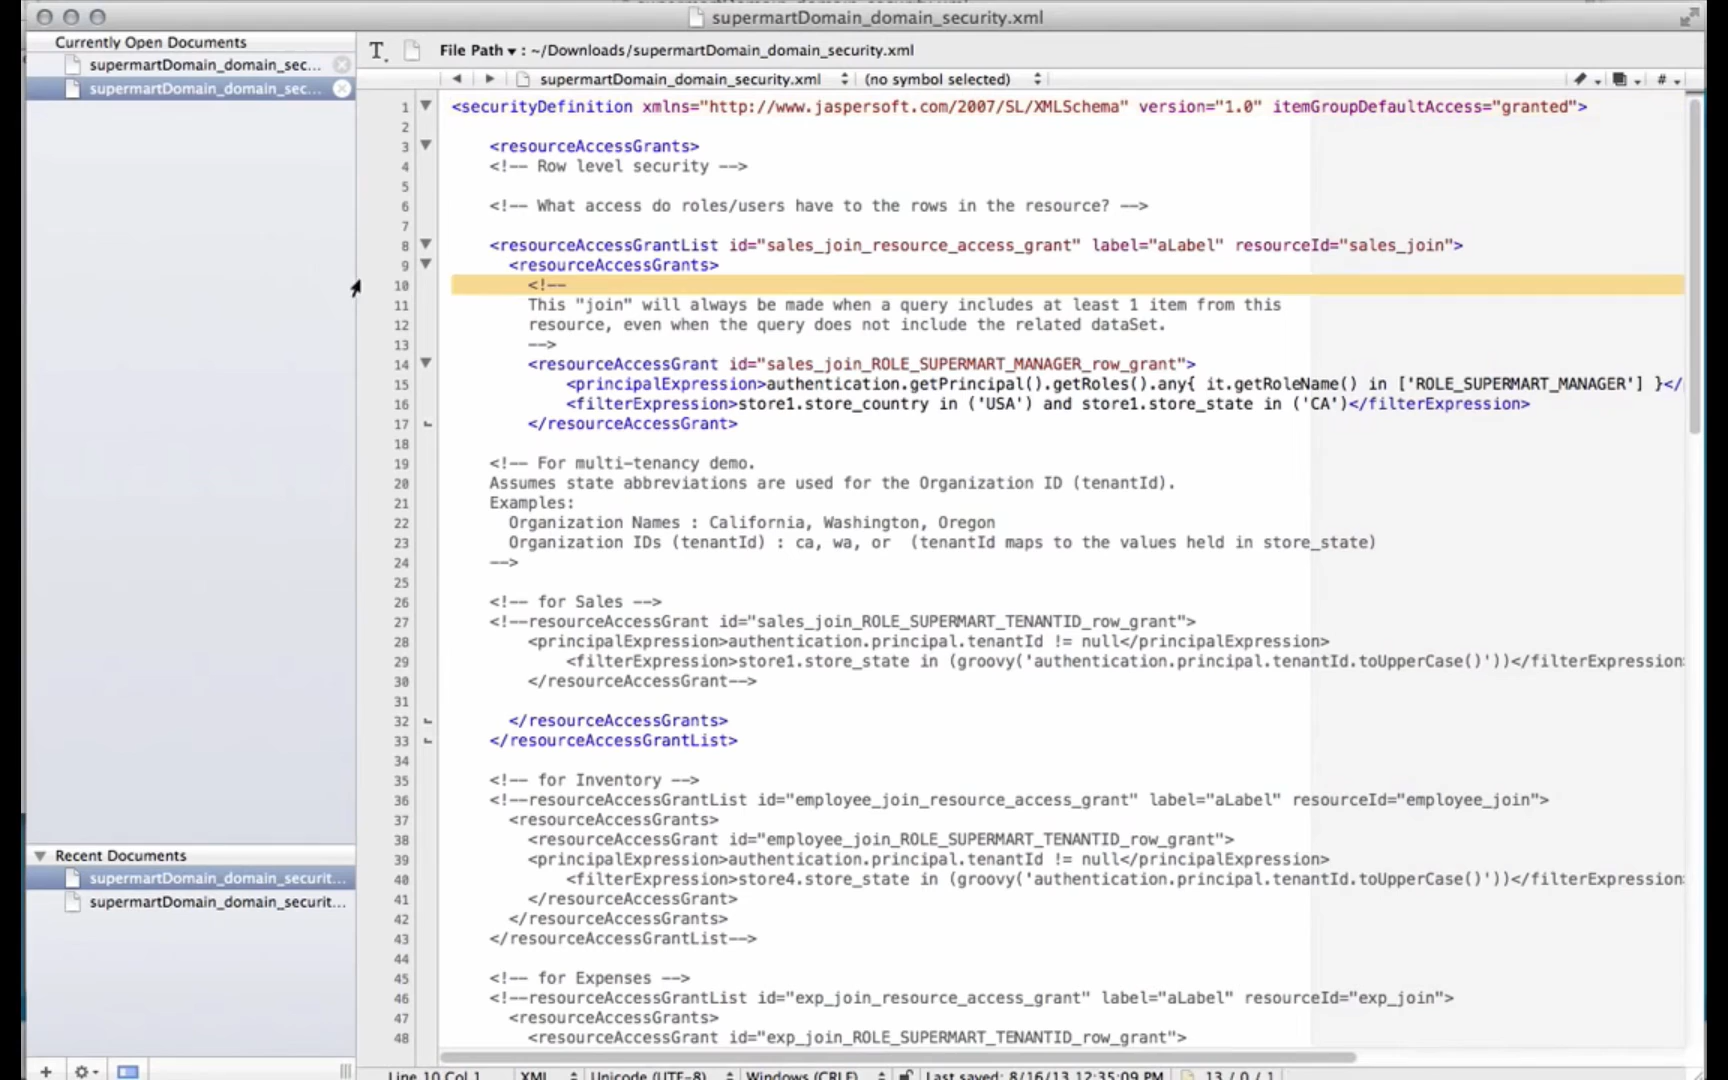 supermartDomain_domain_security.xml
Currently Open Documents
supermartDomain_domain_sec...
supermartDomain_domain_sec...
File Path ▾ : ~/Downloads/supermartDomain_domain_security.xml
supermartDomain_domain_security.xml (no symbol selected) #
1 <securityDefinition xmlns="http://www.jaspersoft.com/2007/SL/XMLSchema" version="1.0" itemGroupDefaultAccess="granted">
2
3 <resourceAccessGrants>
4 <!-- Row level security -->
5
6 <!-- What access do roles/users have to the rows in the resource? -->
7
8 <resourceAccessGrantList id="sales_join_resource_access_grant" label="aLabel" resourceId="sales_join">
9 <resourceAccessGrants>
10 <!--
11 This "join" will always be made when a query includes at least 1 item from this
12 resource, even when the query does not include the related dataSet.
13 -->
14 <resourceAccessGrant id="sales_join_ROLE_SUPERMART_MANAGER_row_grant">
15 <principalExpression>authentication.getPrincipal().getRoles().any{ it.getRoleName() in ['ROLE_SUPERMART_MANAGER'] }</
16 <filterExpression>store1.store_country in ('USA') and store1.store_state in ('CA')</filterExpression>
17 </resourceAccessGrant>
18
19 <!-- For multi-tenancy demo.
20 Assumes state abbreviations are used for the Organization ID (tenantId).
21 Examples:
22 Organization Names : California, Washington, Oregon
23 Organization IDs (tenantId) : ca, wa, or (tenantId maps to the values held in store_state)
24 -->
25
26 <!-- for Sales -->
27 <!--resourceAccessGrant id="sales_join_ROLE_SUPERMART_TENANTID_row_grant">
28 <principalExpression>authentication.principal.tenantId != null</principalExpression>
29 <filterExpression>store1.store_state in (groovy('authentication.principal.tenantId.toUpperCase()'))</filterExpression>
30 </resourceAccessGrant-->
31
32 </resourceAccessGrants>
33 </resourceAccessGrantList>
34
35 <!-- for Inventory -->
36 <!--resourceAccessGrantList id="employee_join_resource_access_grant" label="aLabel" resourceId="employee_join">
37 <resourceAccessGrants>
38 <resourceAccessGrant id="employee_join_ROLE_SUPERMART_TENANTID_row_grant">
39 <principalExpression>authentication.principal.tenantId != null</principalExpression>
40 <filterExpression>store4.store_state in (groovy('authentication.principal.tenantId.toUpperCase()'))</filterExpression>
41 </resourceAccessGrant>
42 </resourceAccessGrants>
43 </resourceAccessGrantList-->
44
45 <!-- for Expenses -->
46 <!--resourceAccessGrantList id="exp_join_resource_access_grant" label="aLabel" resourceId="exp_join">
47 <resourceAccessGrants>
48 <resourceAccessGrant id="exp_join_ROLE_SUPERMART_TENANTID_row_grant">
Recent Documents
supermartDomain_domain_securit...
supermartDomain_domain_securit...
Line 10 Col 1 XML Unicode (UTF-8) Windows (CRLF) Last saved: 8/16/13 12:35:09 PM 13 / 0 / 1